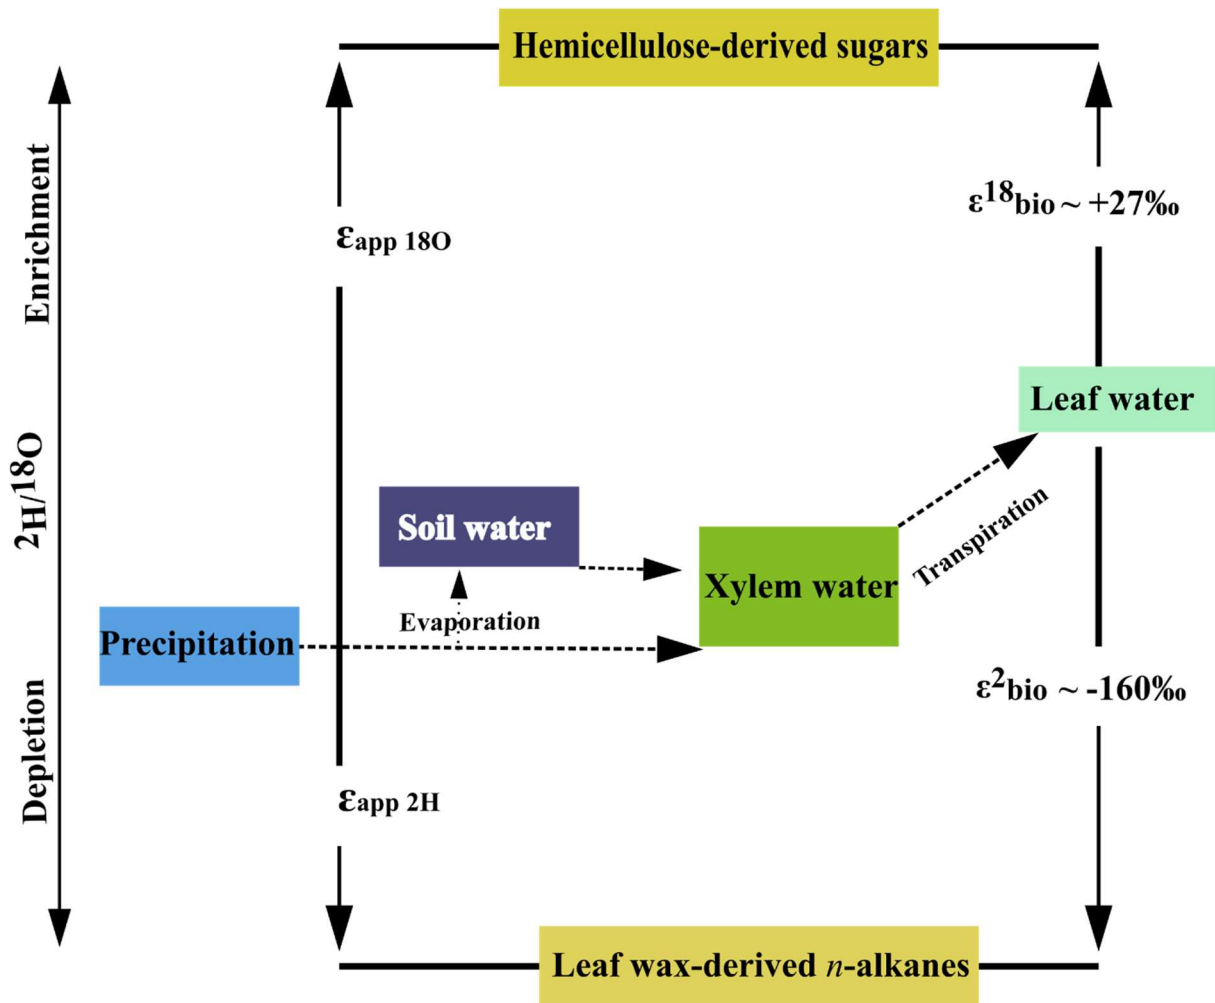 Hemicellulose-derived sugars
Enrichment
ε¹⁸bio ~ +27‰
εapp 18O
Leaf water
²H/¹⁸O
Soil water
Transpiration
Xylem water
Evaporation
Precipitation
ε²bio ~ -160‰
Depletion
εapp 2H
Leaf wax-derived n-alkanes